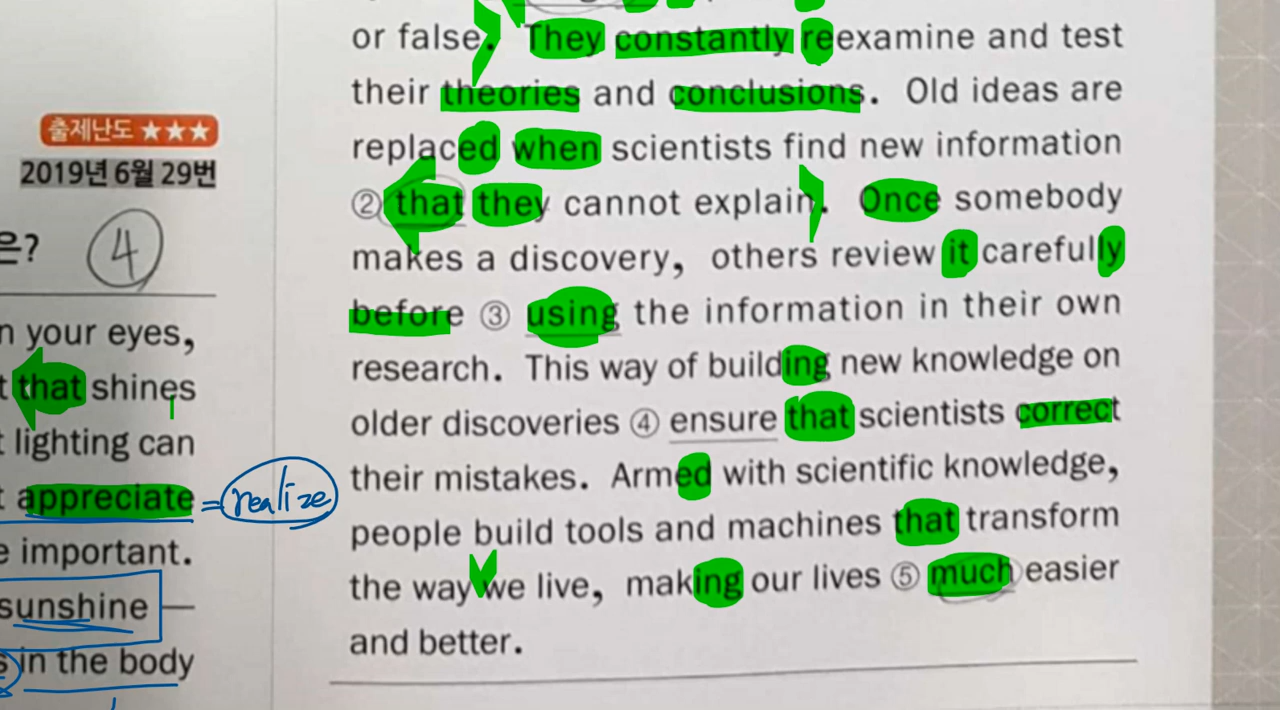 출제난도 ★★★
2019년 6월 29번
은? ④
n your eyes,
t that shines
t lighting can
t appreciate = realize
e important.
sunshine —
s in the body
or false. They constantly reexamine and test
their theories and conclusions. Old ideas are
replaced when scientists find new information
② that they cannot explain. Once somebody
makes a discovery, others review it carefully
before ③ using the information in their own
research. This way of building new knowledge on
older discoveries ④ ensure that scientists correct
their mistakes. Armed with scientific knowledge,
people build tools and machines that transform
the way we live, making our lives ⑤ much easier
and better.